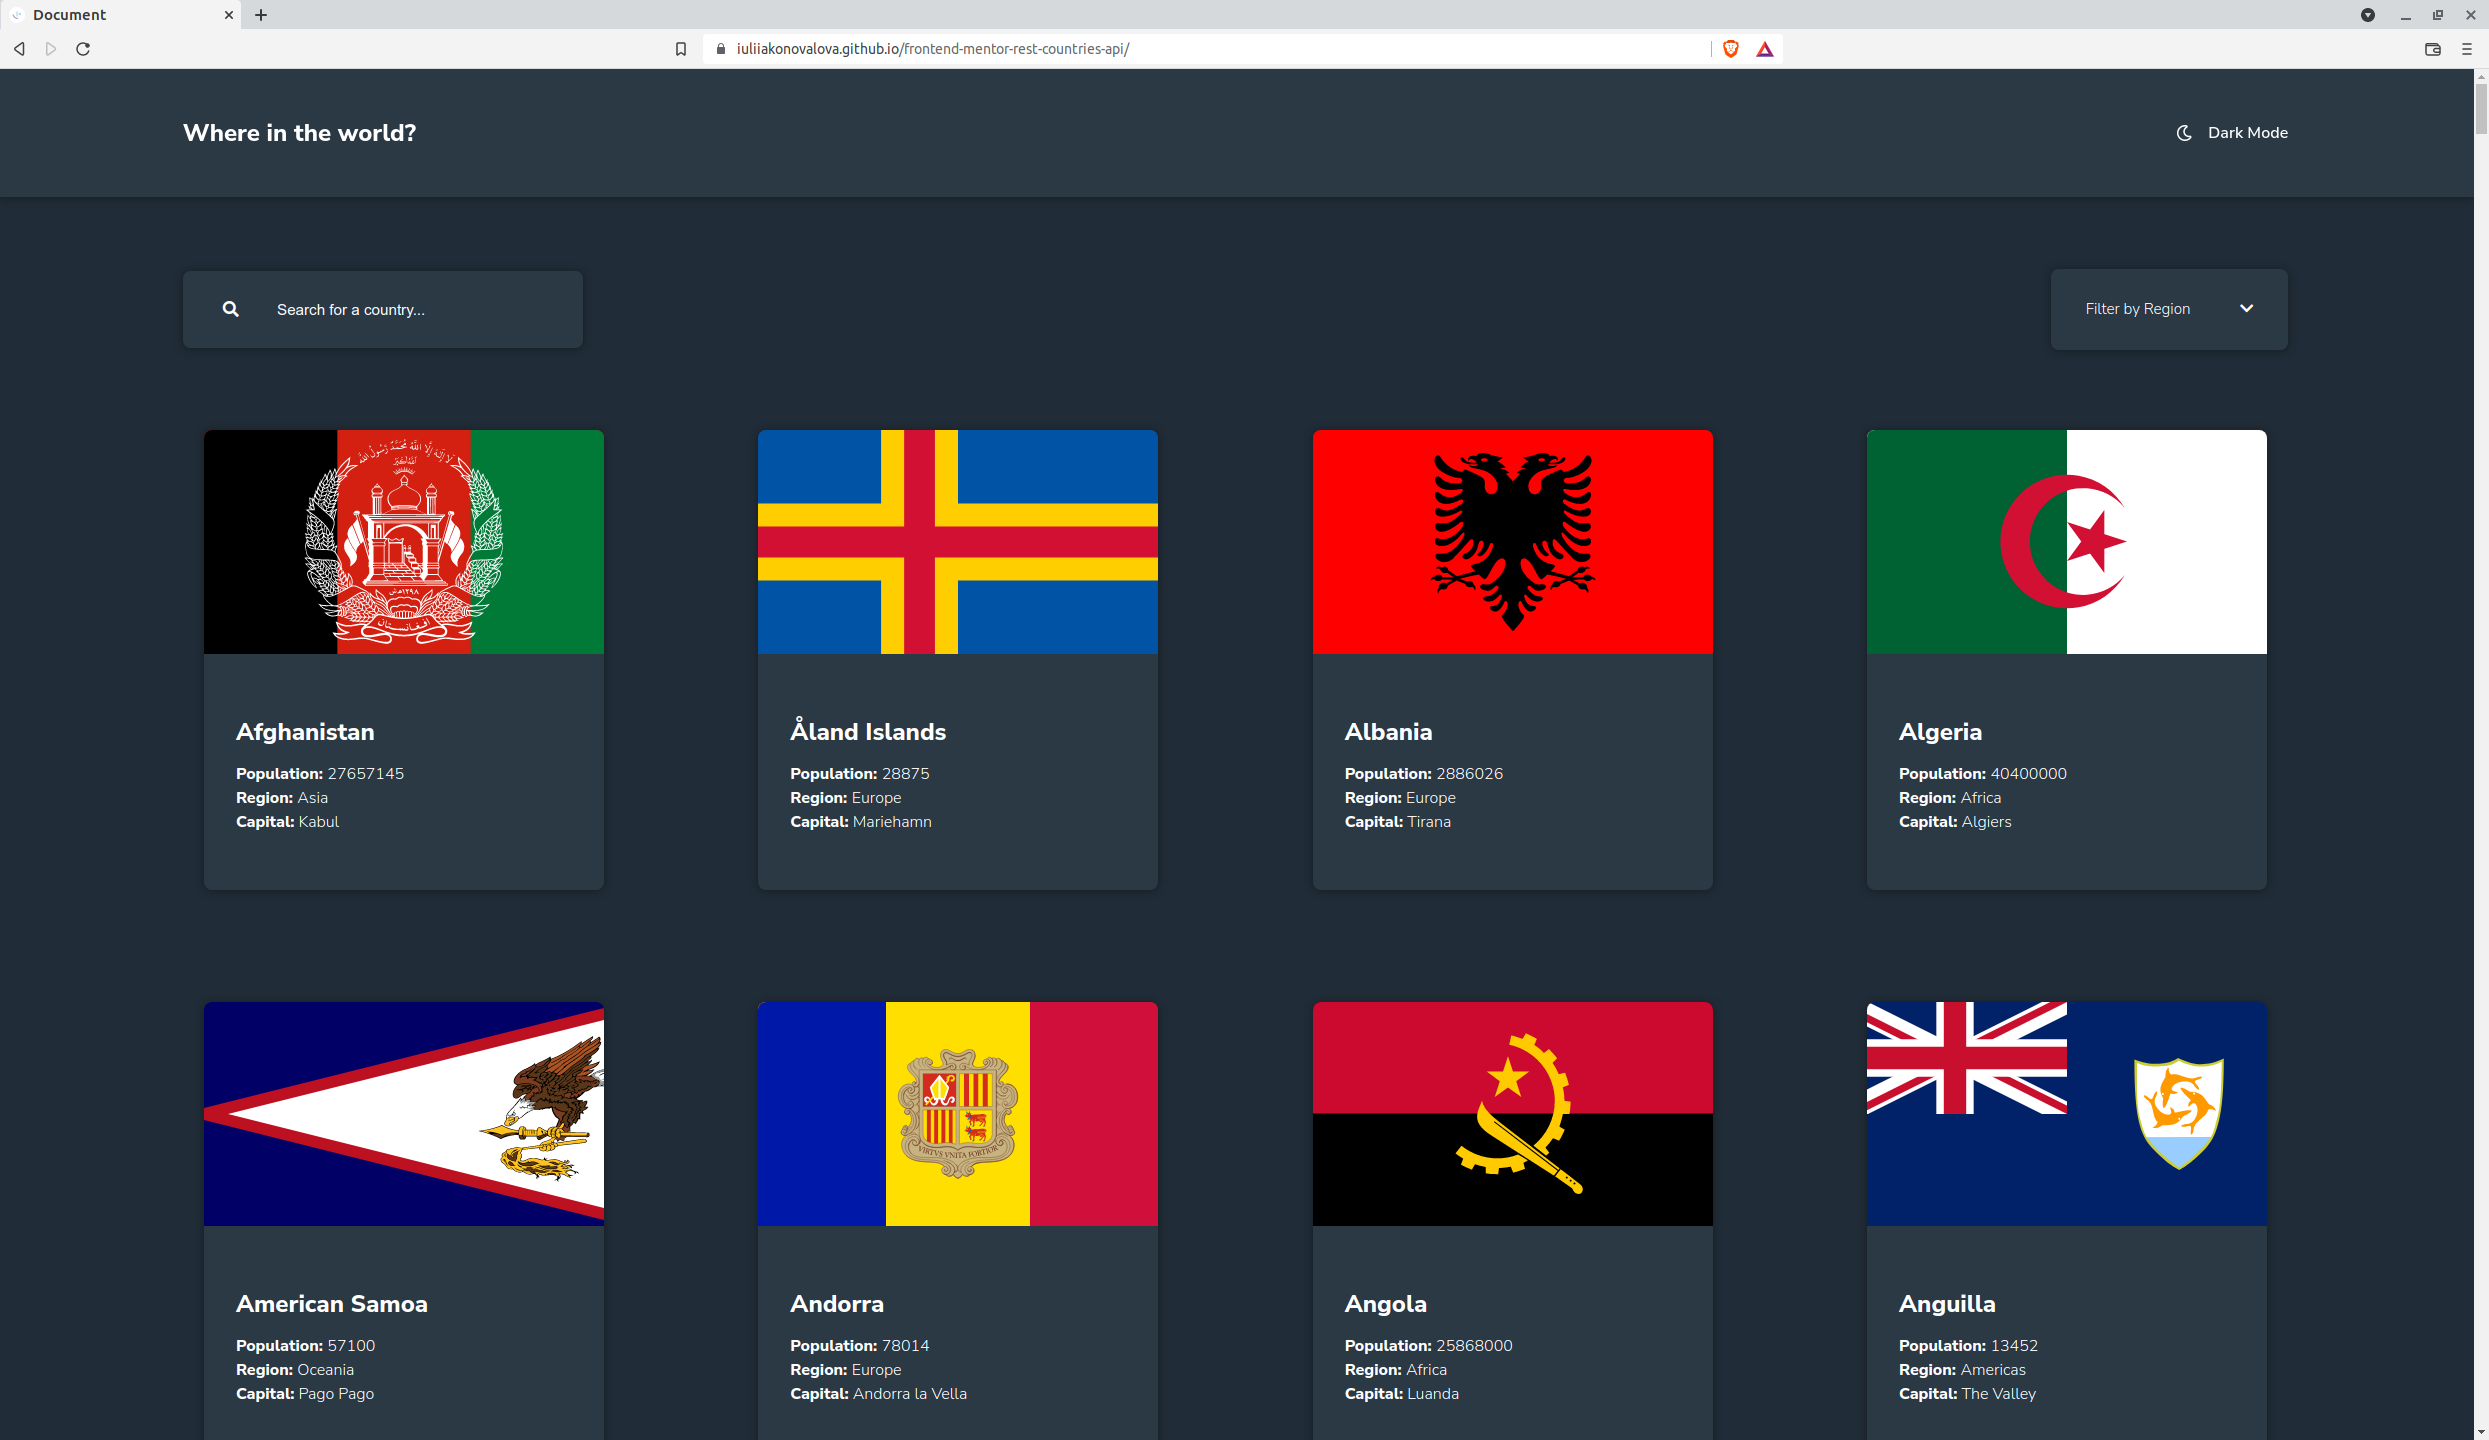 Document
iuliiakonovalova.github.io/frontend-mentor-rest-countries-api/
Where in the world?
Dark Mode
Search for a country...
Filter by Region
Afghanistan
Population: 27657145
Region: Asia
Capital: Kabul
Åland Islands
Population: 28875
Region: Europe
Capital: Mariehamn
Albania
Population: 2886026
Region: Europe
Capital: Tirana
Algeria
Population: 40400000
Region: Africa
Capital: Algiers
VIRTVS VNITA FORTIOR
American Samoa
Population: 57100
Region: Oceania
Capital: Pago Pago
Andorra
Population: 78014
Region: Europe
Capital: Andorra la Vella
Angola
Population: 25868000
Region: Africa
Capital: Luanda
Anguilla
Population: 13452
Region: Americas
Capital: The Valley